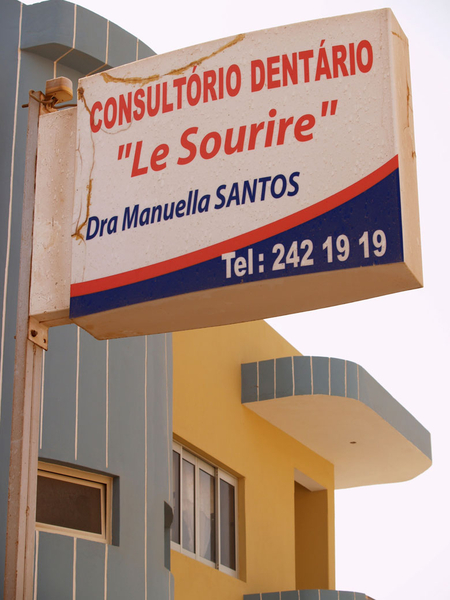 CONSULTÓRIO DENTÁRIO
"Le Sourire"
Dra Manuella SANTOS
Tel : 242 19 19